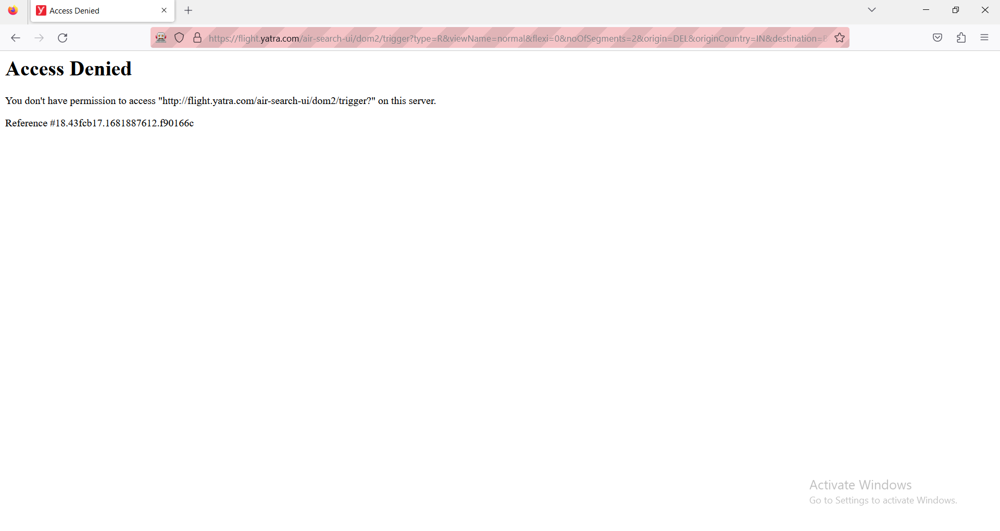 Access Denied
https://flight.yatra.com/air-search-ui/dom2/trigger?type=R&viewName=normal&flexi=0&noOfSegments=2&origin=DEL&originCountry=IN&destination=B
Access Denied
You don't have permission to access "http://flight.yatra.com/air-search-ui/dom2/trigger?" on this server.
Reference #18.43fcb17.1681887612.f90166c
Activate Windows
Go to Settings to activate Windows.